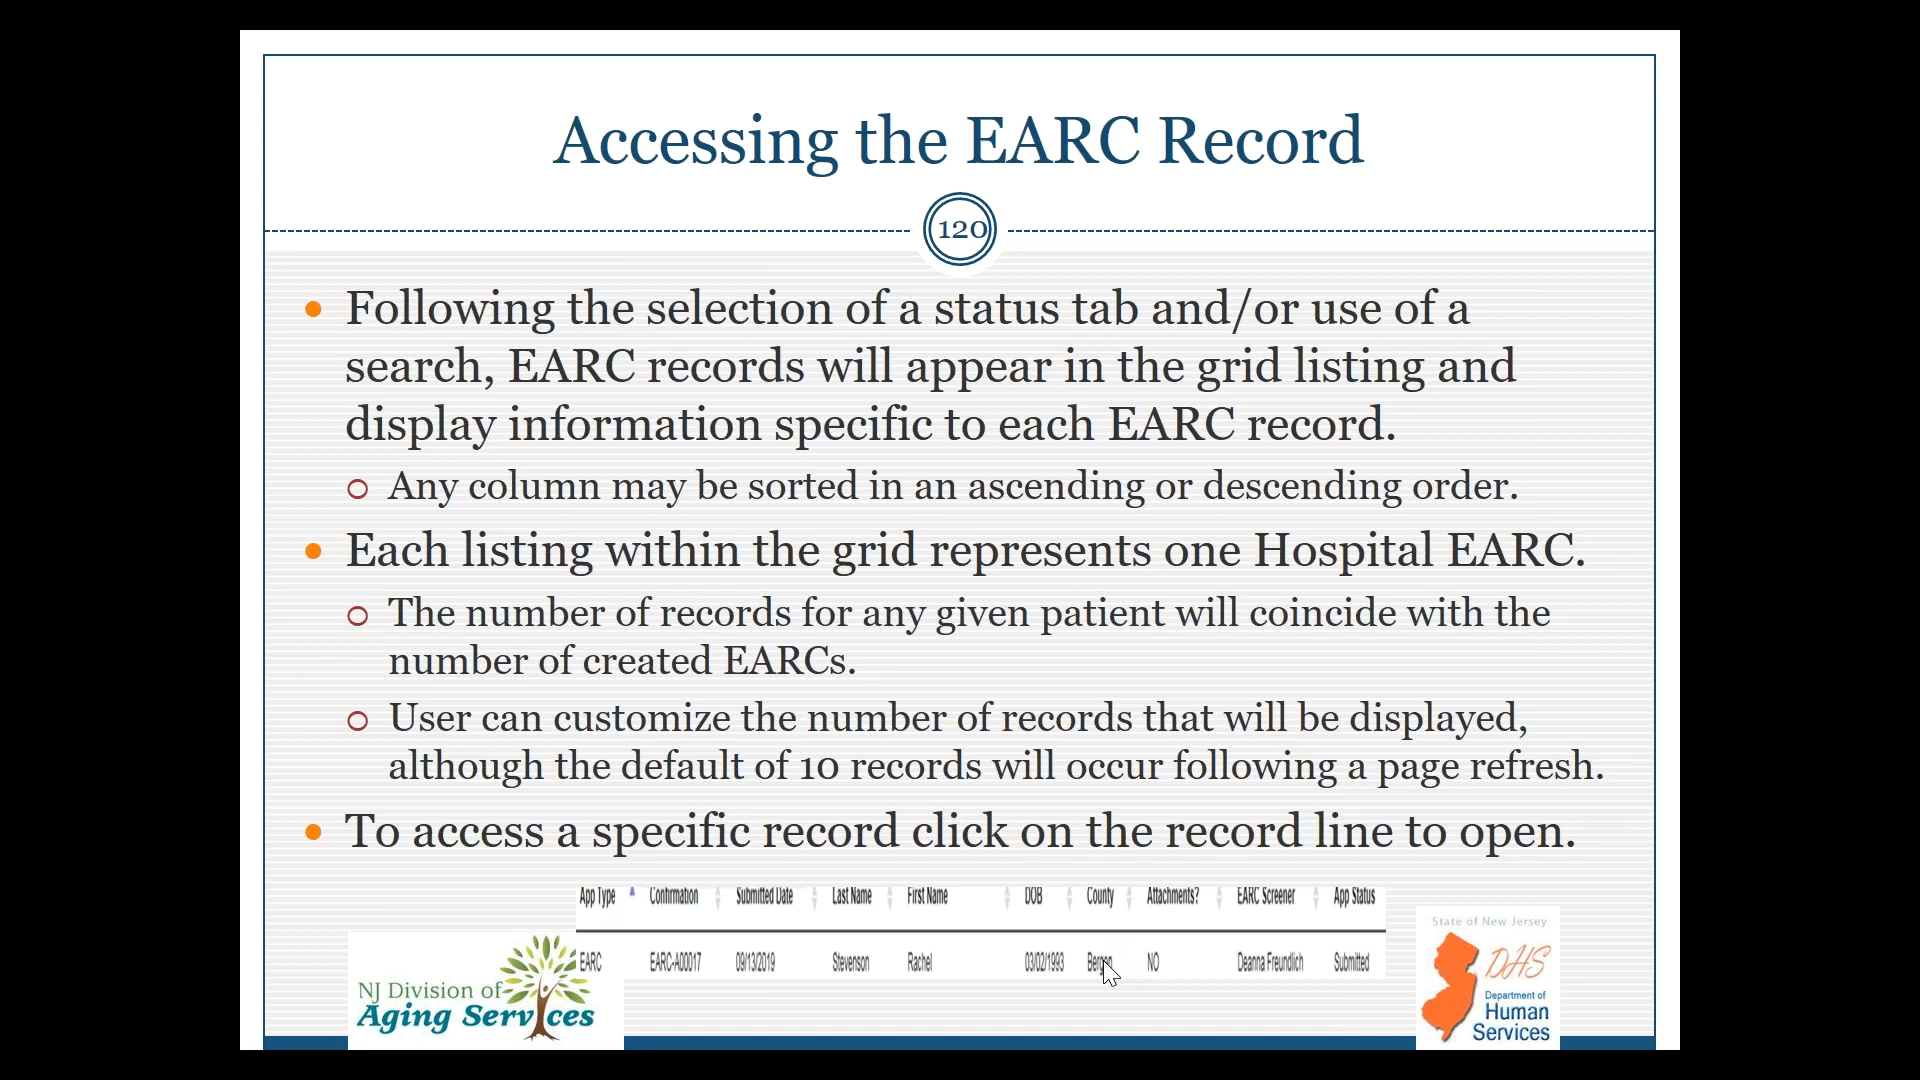 Accessing the EARC Record
120
Following the selection of a status tab and/or use of a
search, EARC records will appear in the grid listing and
display information specific to each EARC record.
Any column may be sorted in an ascending or descending order.
Each listing within the grid represents one Hospital EARC.
The number of records for any given patient will coincide with the
number of created EARCs.
User can customize the number of records that will be displayed,
although the default of 10 records will occur following a page refresh.
To access a specific record click on the record line to open.
App Type Confirmation Submitted Date Last Name First Name DOB County Attachments? EARC Screener App Status
EARC EARC-A00017 09/13/2019 Stevenson Rachel 03/02/1993 Bergen NO Deanna Freundlich Submitted
NJ Division of
Aging Services
State of New Jersey
DHS
Department of
Human
Services